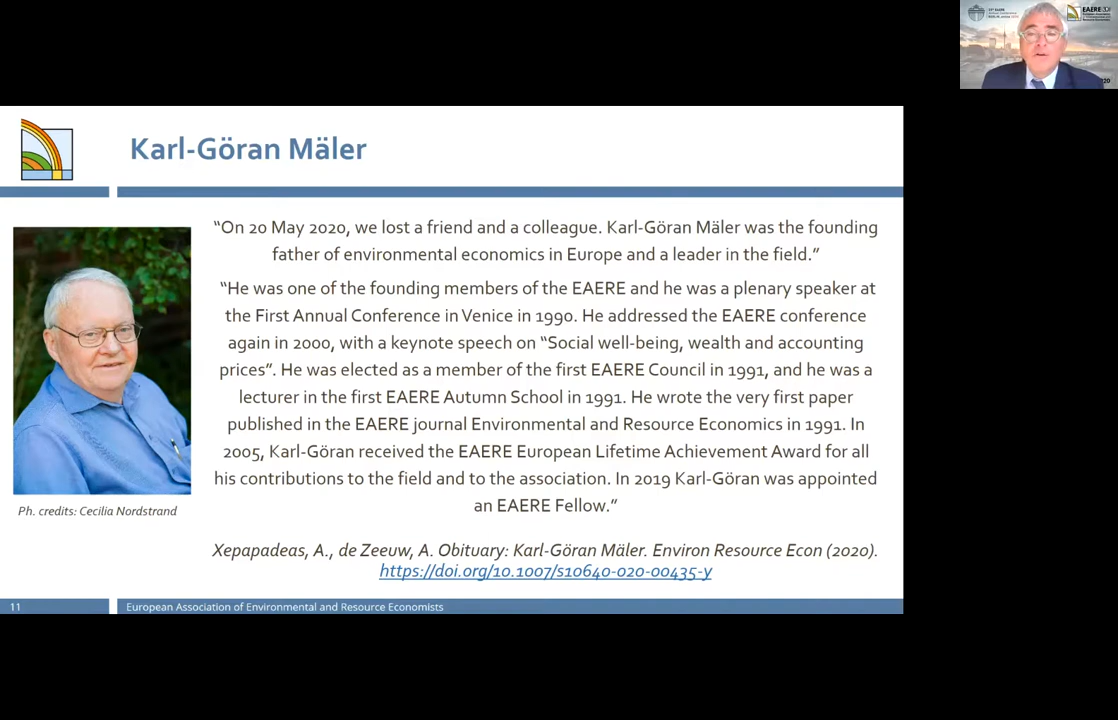 Karl-Göran Mäler
“On 20 May 2020, we lost a friend and a colleague. Karl-Göran Mäler was the founding
father of environmental economics in Europe and a leader in the field.”
“He was one of the founding members of the EAERE and he was a plenary speaker at
the First Annual Conference in Venice in 1990. He addressed the EAERE conference
again in 2000, with a keynote speech on “Social well-being, wealth and accounting
prices”. He was elected as a member of the first EAERE Council in 1991, and he was a
lecturer in the first EAERE Autumn School in 1991. He wrote the very first paper
published in the EAERE journal Environmental and Resource Economics in 1991. In
2005, Karl-Göran received the EAERE European Lifetime Achievement Award for all
his contributions to the field and to the association. In 2019 Karl-Göran was appointed
an EAERE Fellow.”
Ph. credits: Cecilia Nordstrand
Xepapadeas, A., de Zeeuw, A. Obituary: Karl-Göran Mäler. Environ Resource Econ (2020).
https://doi.org/10.1007/s10640-020-00435-y
11
European Association of Environmental and Resource Economists
EAERE